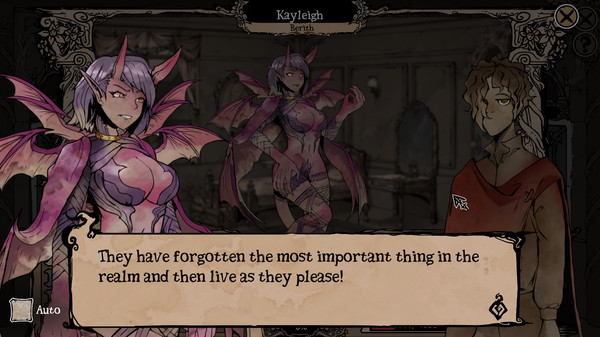 Kayleigh
Berith
They have forgotten the most important thing in the
realm and then live as they please!
Auto